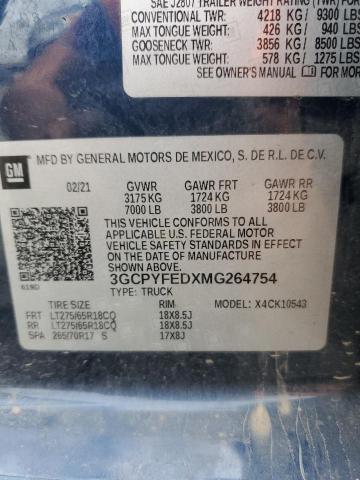 SAE J2807 TRAILER WEIGHT RATING (TWR) FOR
CONVENTIONAL TWR: 4218 KG / 9300 LBS
MAX TONGUE WEIGHT: 426 KG / 940 LBS
GOOSENECK TWR: 3856 KG / 8500 LBS
MAX TONGUE WEIGHT: 578 KG / 1275 LBS
SEE OWNER'S MANUAL FOR MORE
GM MFD BY GENERAL MOTORS DE MEXICO, S. DE R.L. DE C.V.
02/21 GVWR GAWR FRT GAWR RR
3175 KG 1724 KG 1724 KG
7000 LB 3800 LB 3800 LB
THIS VEHICLE CONFORMS TO ALL
APPLICABLE U.S. FEDERAL MOTOR
VEHICLE SAFETY STANDARDS IN EFFECT
ON THE DATE OF MANUFACTURE
SHOWN ABOVE.
619D 3GCPYFEDXMG264754
TYPE: TRUCK
TIRE SIZE RIM MODEL: X4CK10543
FRT LT275/65R18CQ 18X8.5J
RR LT275/65R18CQ 18X8.5J
SPA 265/70R17 S 17X8J